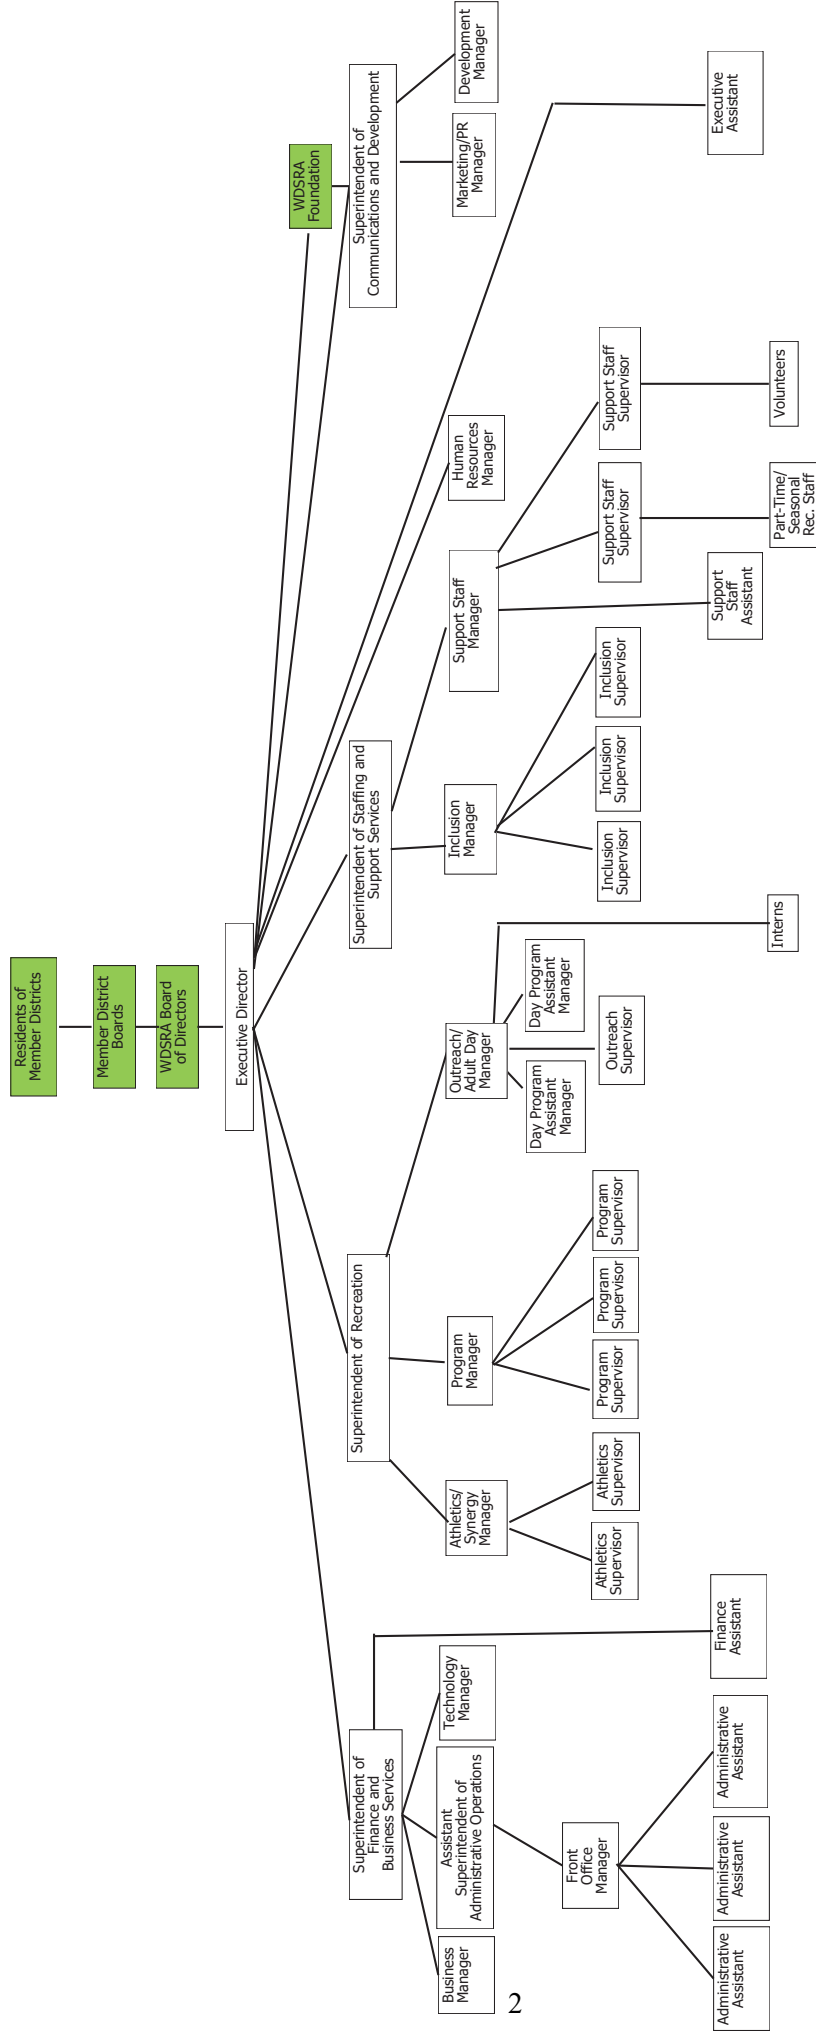 Residents of
Member Districts
Member District
Boards
WDSRA Board
of Directors
Executive Director
WDSRA
Foundation
Superintendent of
Finance and
Business Services
Superintendent of Recreation
Superintendent of Staffing and
Support Services
Superintendent of
Communications and Development
Business
Manager
Assistant
Superintendent of
Administrative Operations
Technology
Manager
Athletics/
Synergy
Manager
Program
Manager
Outreach/
Adult Day
Manager
Inclusion
Manager
Support Staff
Manager
Human
Resources
Manager
Marketing/PR
Manager
Development
Manager
Day Program
Assistant
Manager
Day Program
Assistant
Manager
Front
Office
Manager
Athletics
Supervisor
Athletics
Supervisor
Program
Supervisor
Program
Supervisor
Program
Supervisor
Outreach
Supervisor
Inclusion
Supervisor
Inclusion
Supervisor
Inclusion
Supervisor
Support Staff
Supervisor
Support Staff
Supervisor
Administrative
Assistant
Administrative
Assistant
Administrative
Assistant
Finance
Assistant
Support
Staff
Assistant
Executive
Assistant
Interns
Part-Time/
Seasonal
Rec. Staff
Volunteers
2